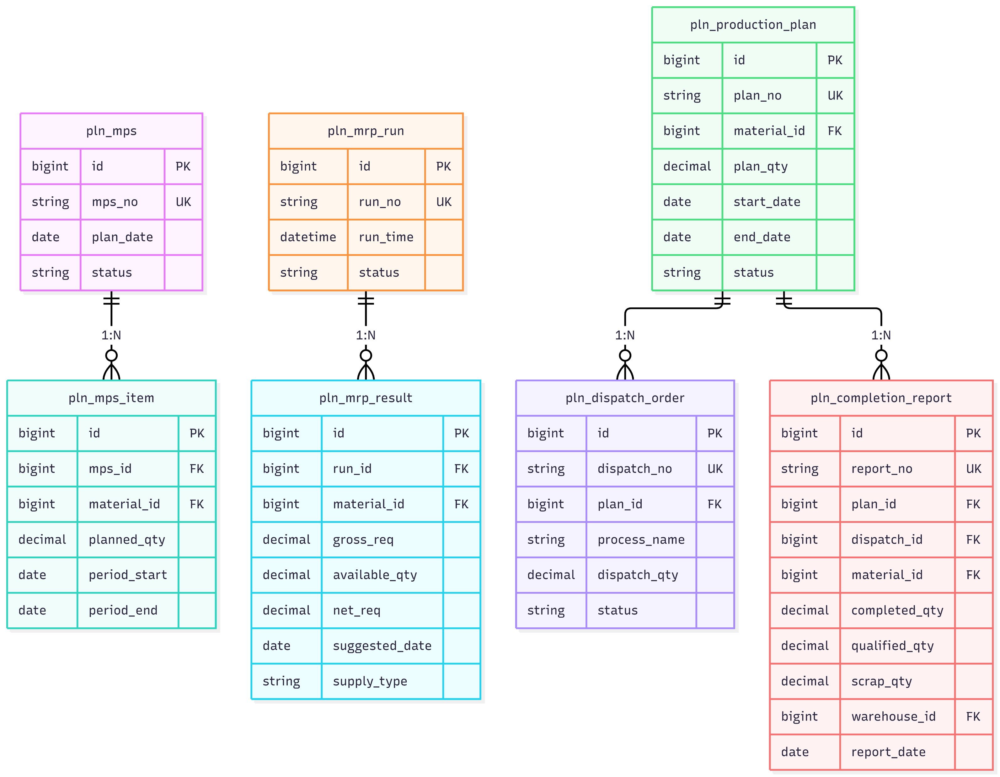 pln_production_plan
bigint id PK
string plan_no UK
bigint material_id FK
decimal plan_qty
date start_date
date end_date
string status
pln_mps
bigint id PK
string mps_no UK
date plan_date
string status
pln_mrp_run
bigint id PK
string run_no UK
datetime run_time
string status
1:N
1:N
1:N
1:N
pln_mps_item
bigint id PK
bigint mps_id FK
bigint material_id FK
decimal planned_qty
date period_start
date period_end
pln_mrp_result
bigint id PK
bigint run_id FK
bigint material_id FK
decimal gross_req
decimal available_qty
decimal net_req
date suggested_date
string supply_type
pln_dispatch_order
bigint id PK
string dispatch_no UK
bigint plan_id FK
string process_name
decimal dispatch_qty
string status
pln_completion_report
bigint id PK
string report_no UK
bigint plan_id FK
bigint dispatch_id FK
bigint material_id FK
decimal completed_qty
decimal qualified_qty
decimal scrap_qty
bigint warehouse_id FK
date report_date